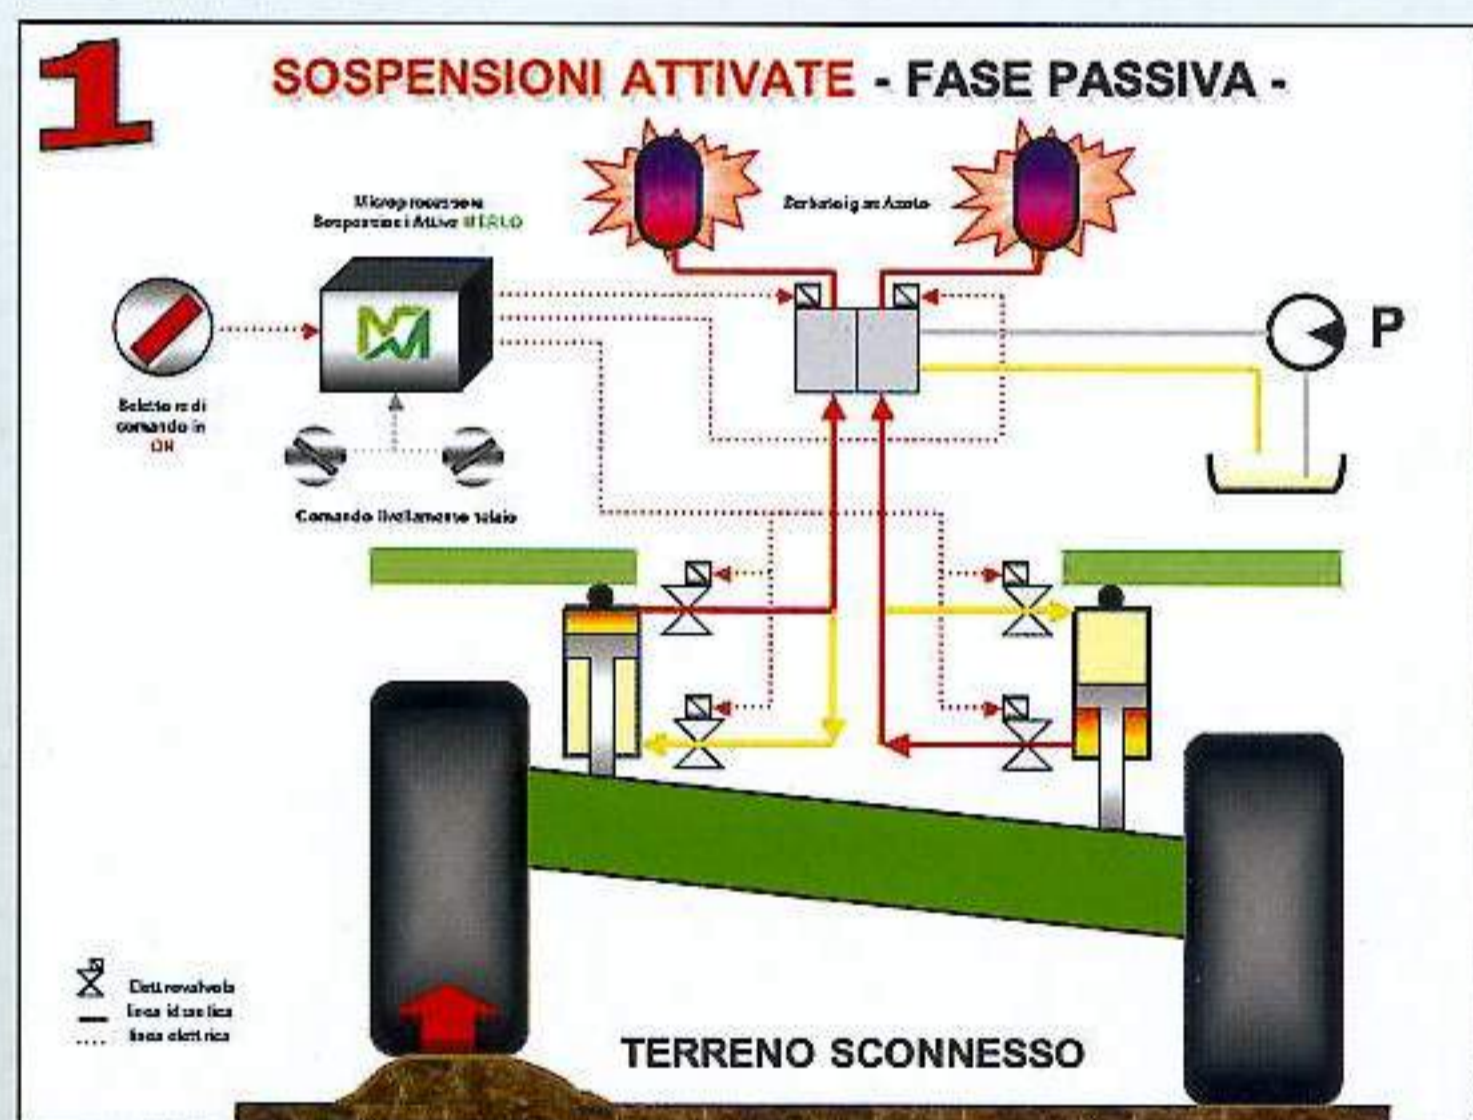 1
SOSPENSIONI ATTIVATE - FASE PASSIVA -
Microprocessore
Sospensioni Attive MERLO
Serbatoi gas Azoto
P
Selettore di
comando in
ON
Comando livellamento telaio
Elettrovalvola
linea idraulica
linea elettrica
TERRENO SCONNESSO